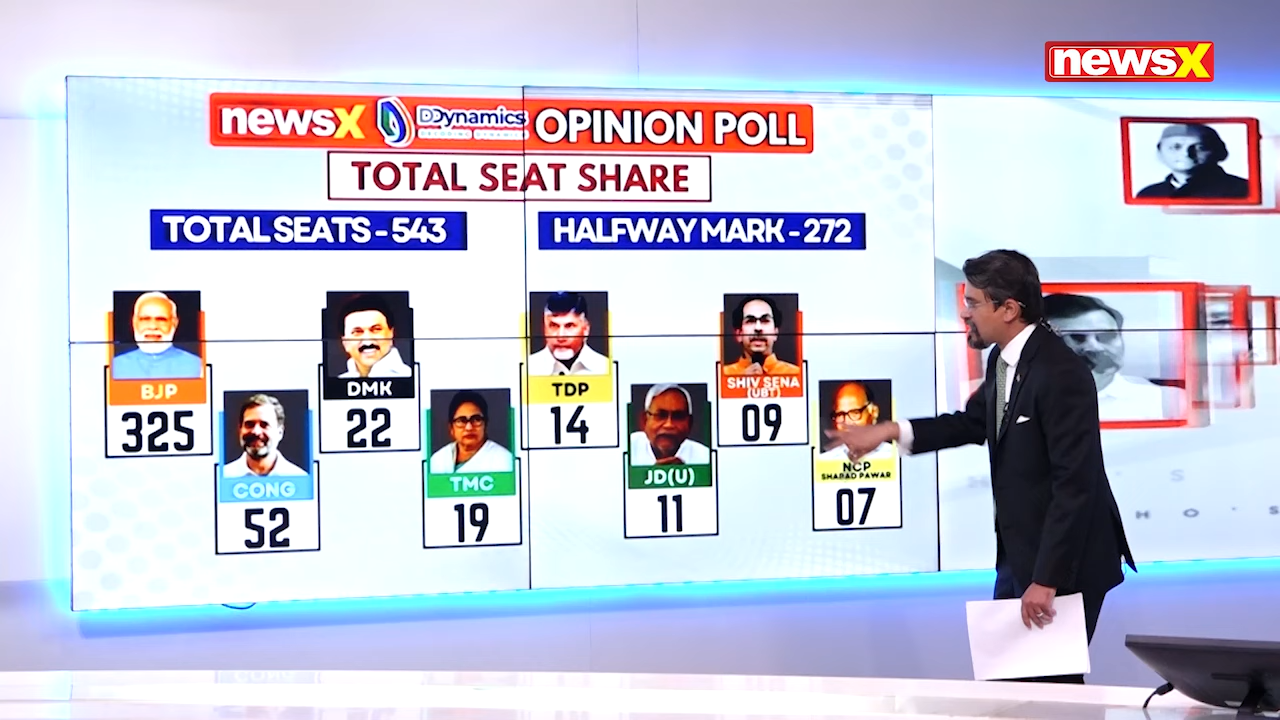 newsX
newsX DDynamics OPINION POLL
TOTAL SEAT SHARE
TOTAL SEATS - 543
HALFWAY MARK - 272
BJP
325
CONG
52
DMK
22
TMC
19
TDP
14
JD(U)
11
SHIV SENA
(UBT)
09
NCP
SHARAD PAWAR
07